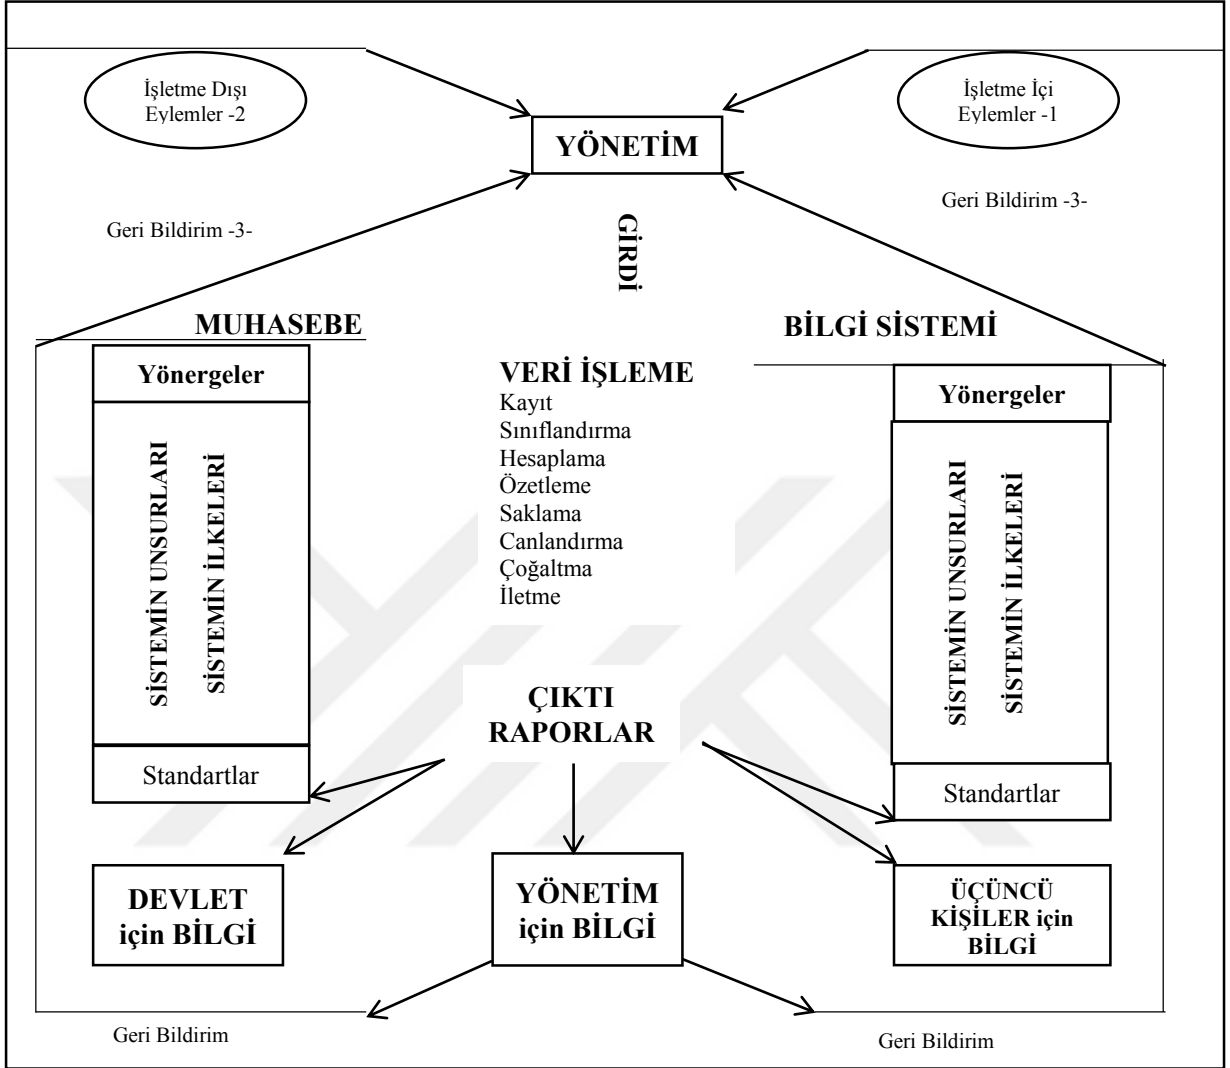 İşletme Dışı
Eylemler -2
İşletme İçi
Eylemler -1
YÖNETİM
Geri Bildirim -3-
Geri Bildirim -3-
GİRDİ
MUHASEBE
BİLGİ SİSTEMİ
Yönergeler
SİSTEMİN UNSURLARI
SİSTEMİN İLKELERİ
Standartlar
VERİ İŞLEME
Kayıt
Sınıflandırma
Hesaplama
Özetleme
Saklama
Canlandırma
Çoğaltma
İletme
Yönergeler
SİSTEMİN UNSURLARI
SİSTEMİN İLKELERİ
Standartlar
ÇIKTI
RAPORLAR
DEVLET
için BİLGİ
YÖNETİM
için BİLGİ
ÜÇÜNCÜ
KİŞİLER için
BİLGİ
Geri Bildirim
Geri Bildirim